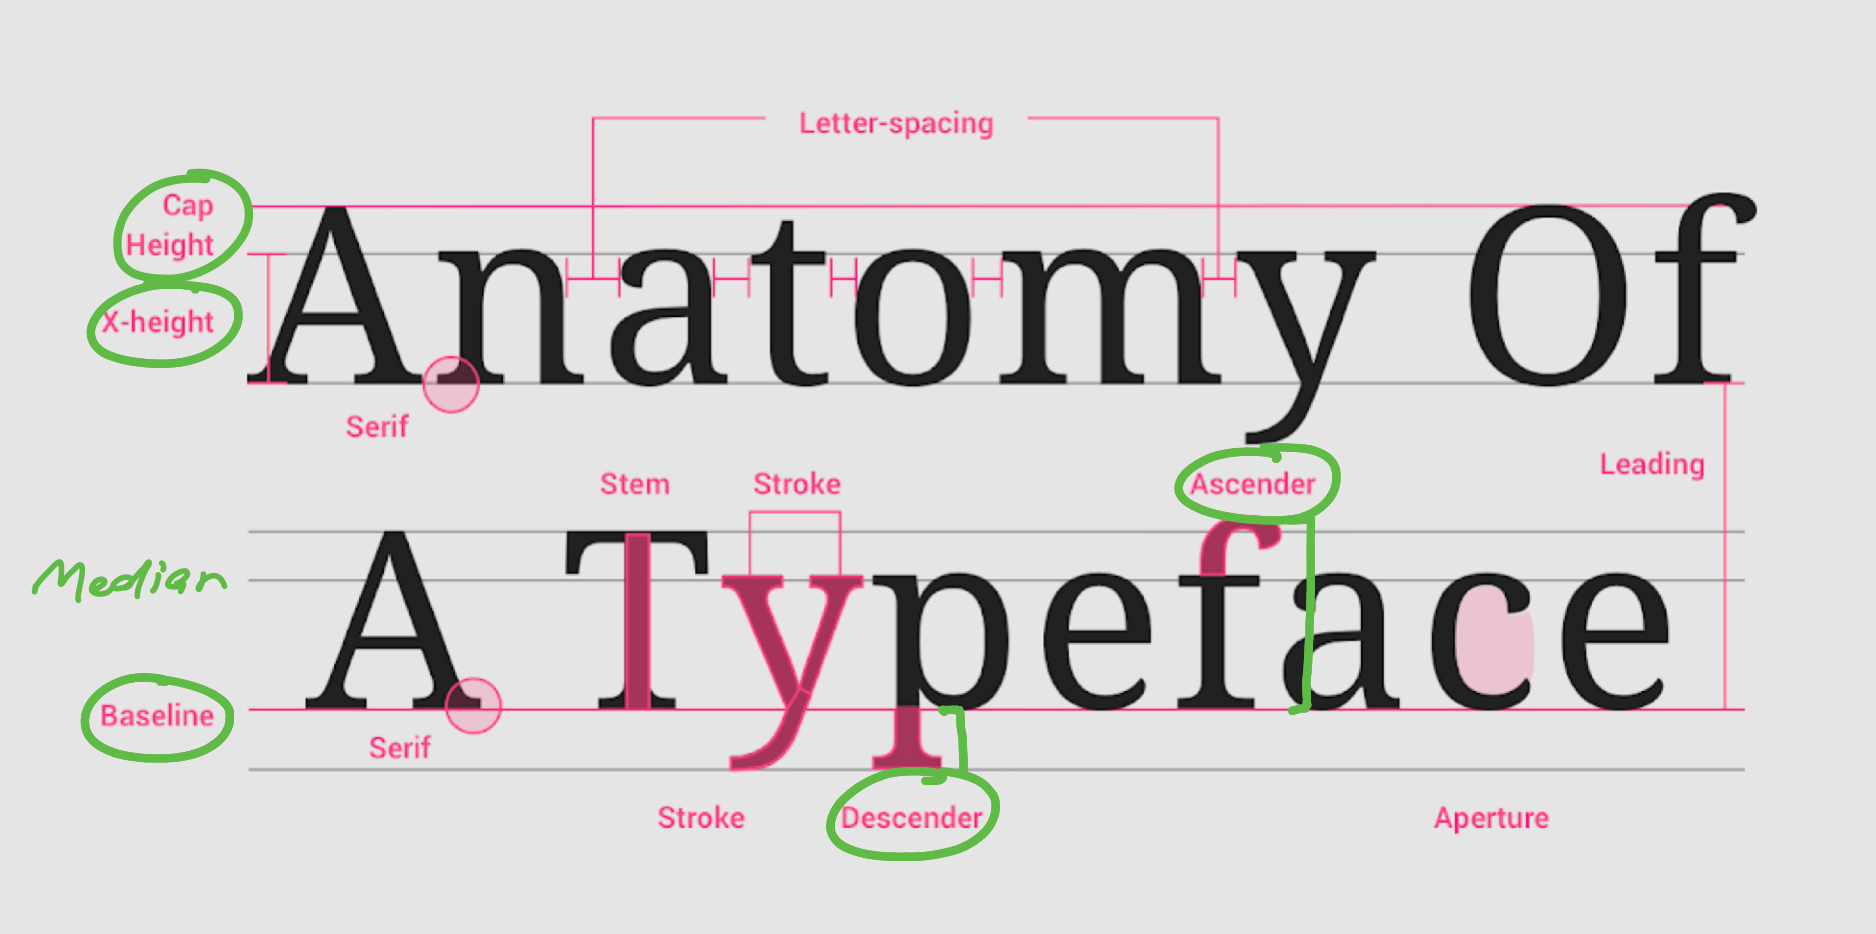 Letter-spacing
Cap
Height
X-height
Anatomy Of
Serif
Stem
Stroke
Ascender
Leading
Median
A Typeface
Baseline
Serif
Stroke
Descender
Aperture